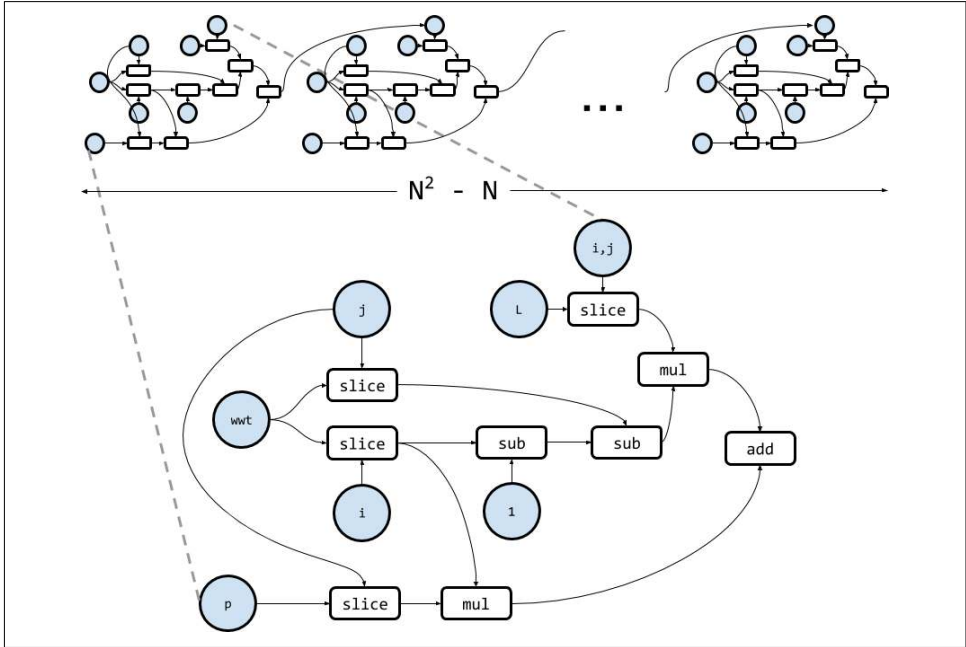 ...
N² - N
i,j
j
L
slice
mul
slice
wwt
slice
sub
sub
add
i
1
p
slice
mul